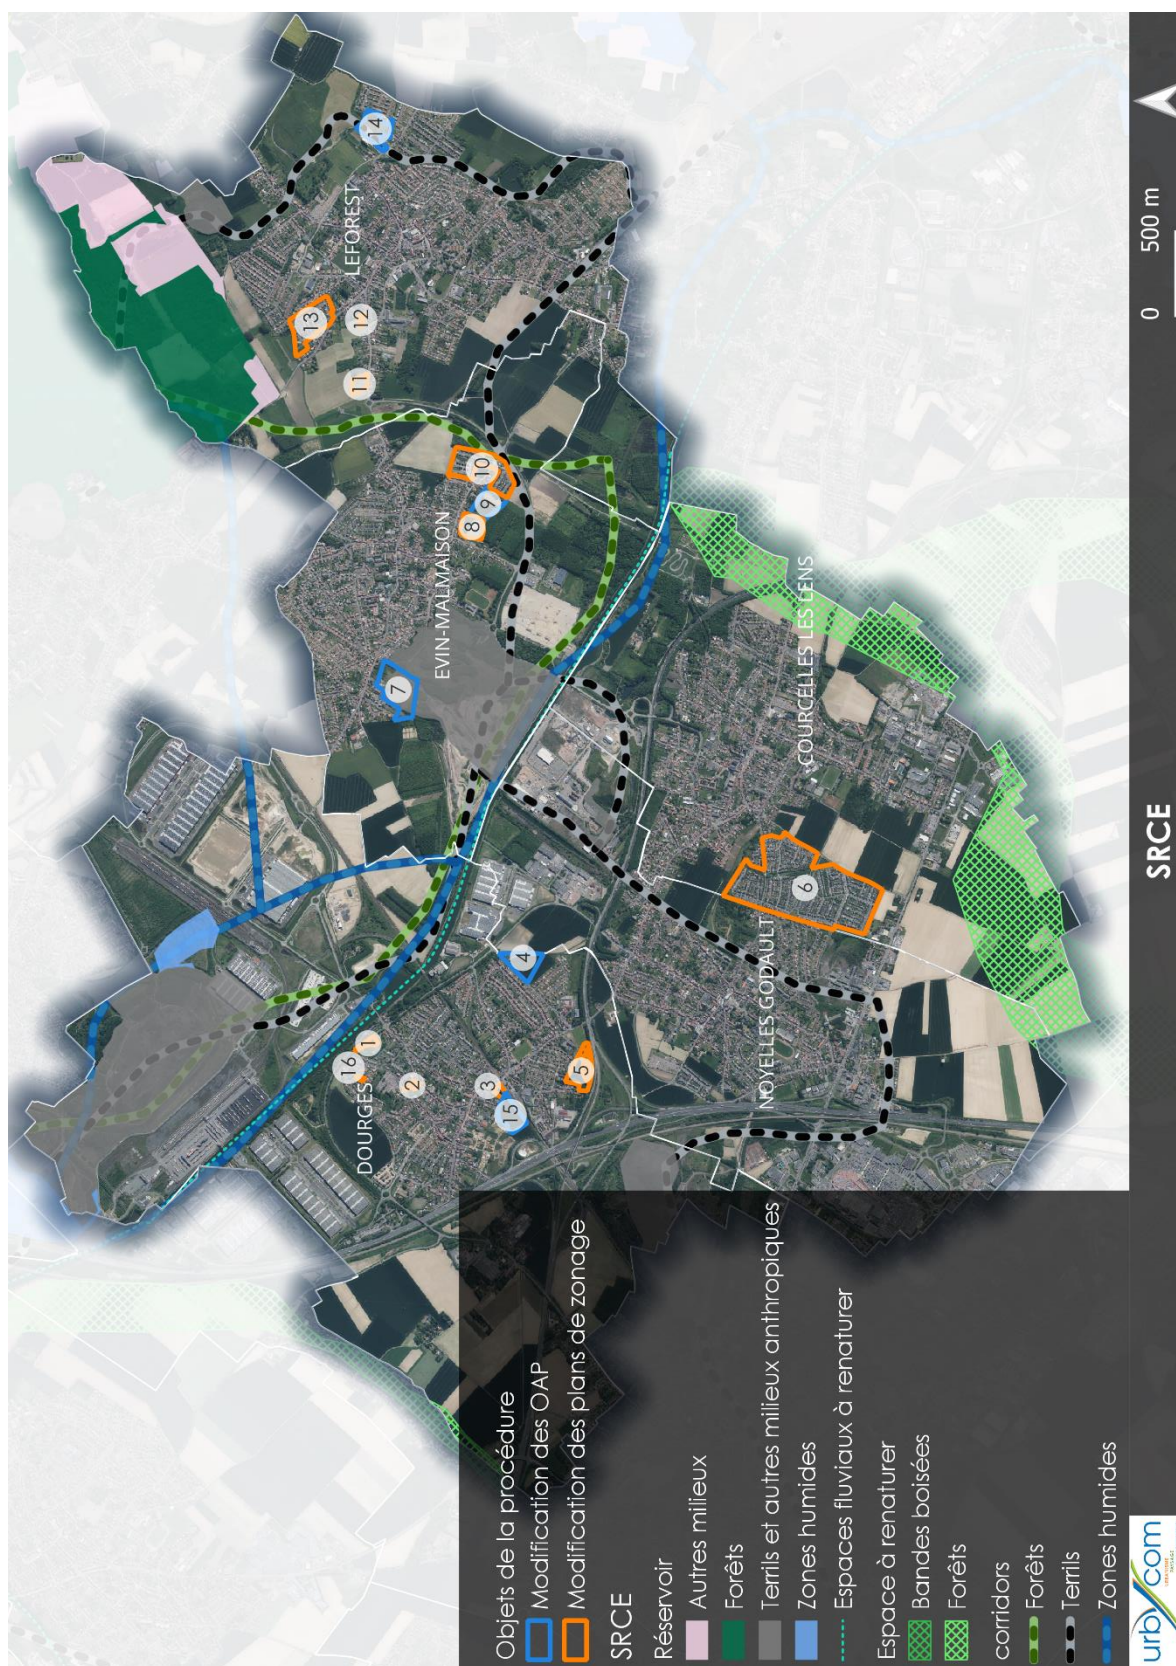 DOURGES
EVIN-MALMAISON
LEFOREST
NOYELLES GODAULT
COURCELLES LES LENS
16
1
2
3
15
4
5
6
7
8
9
10
11
12
13
14
Objets de la procédure
Modification des OAP
Modification des plans de zonage
SRCE
Réservoir
Autres milieux
Forêts
Terrils et autres milieux anthropiques
Zones humides
Espaces fluviaux à renaturer
Espace à renaturer
Bandes boisées
Forêts
corridors
Forêts
Terrils
Zones humides
urbycom
SRCE
0 500 m